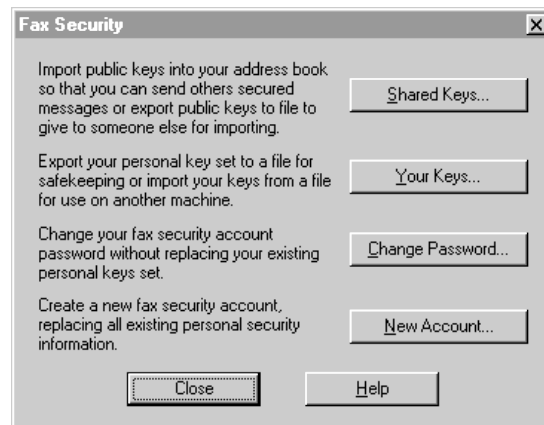 Fax Security
Import public keys into your address book
so that you can send others secured
messages or export public keys to file to
give to someone else for importing.
Shared Keys...
Export your personal key set to a file for
safekeeping or import your keys from a file
for use on another machine.
Your Keys...
Change your fax security account
password without replacing your existing
personal keys set.
Change Password...
Create a new fax security account,
replacing all existing personal security
information.
New Account...
Close
Help